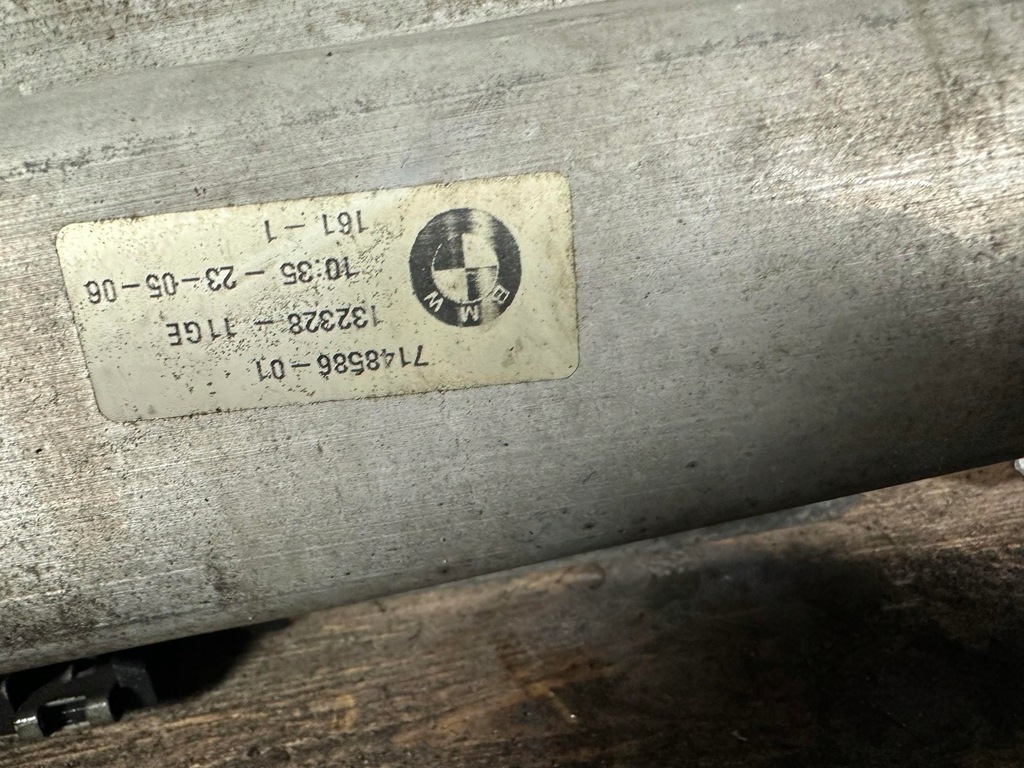 BMW
7148586-01
132328 - 11GE
10:35 - 23-05-06
161 - 1